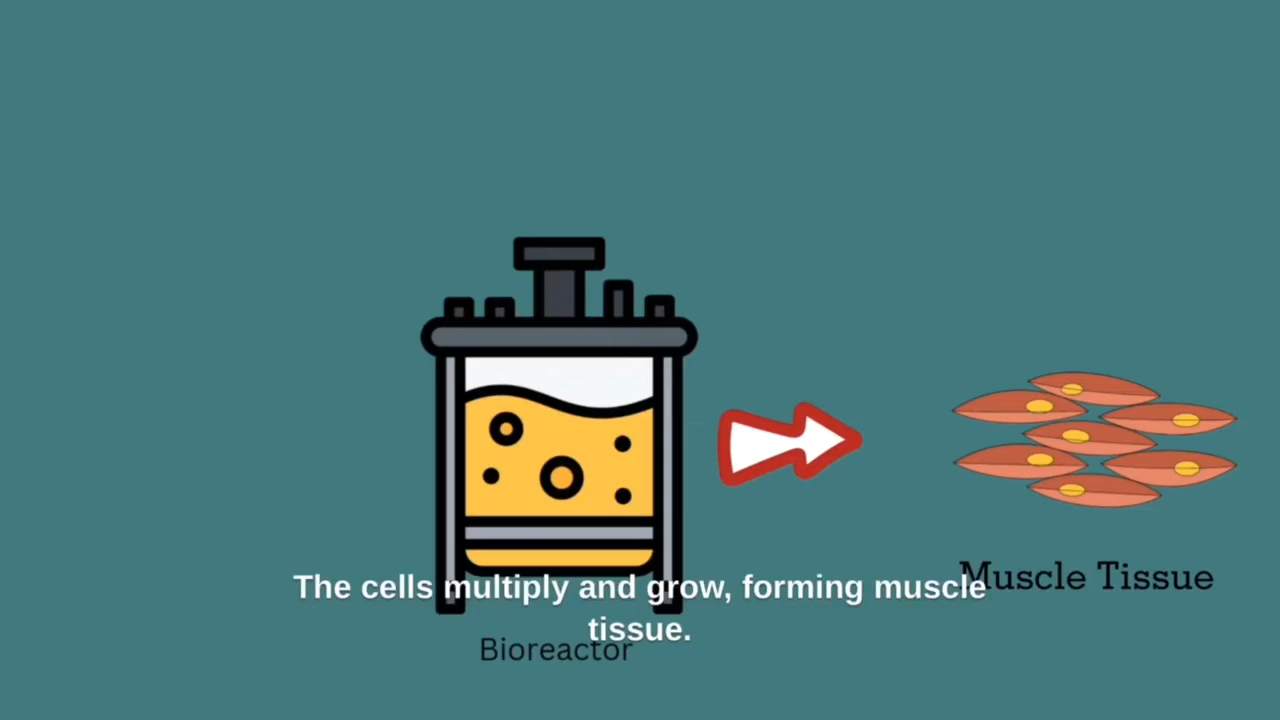 Muscle Tissue
The cells multiply and grow, forming muscle
tissue.
Bioreactor